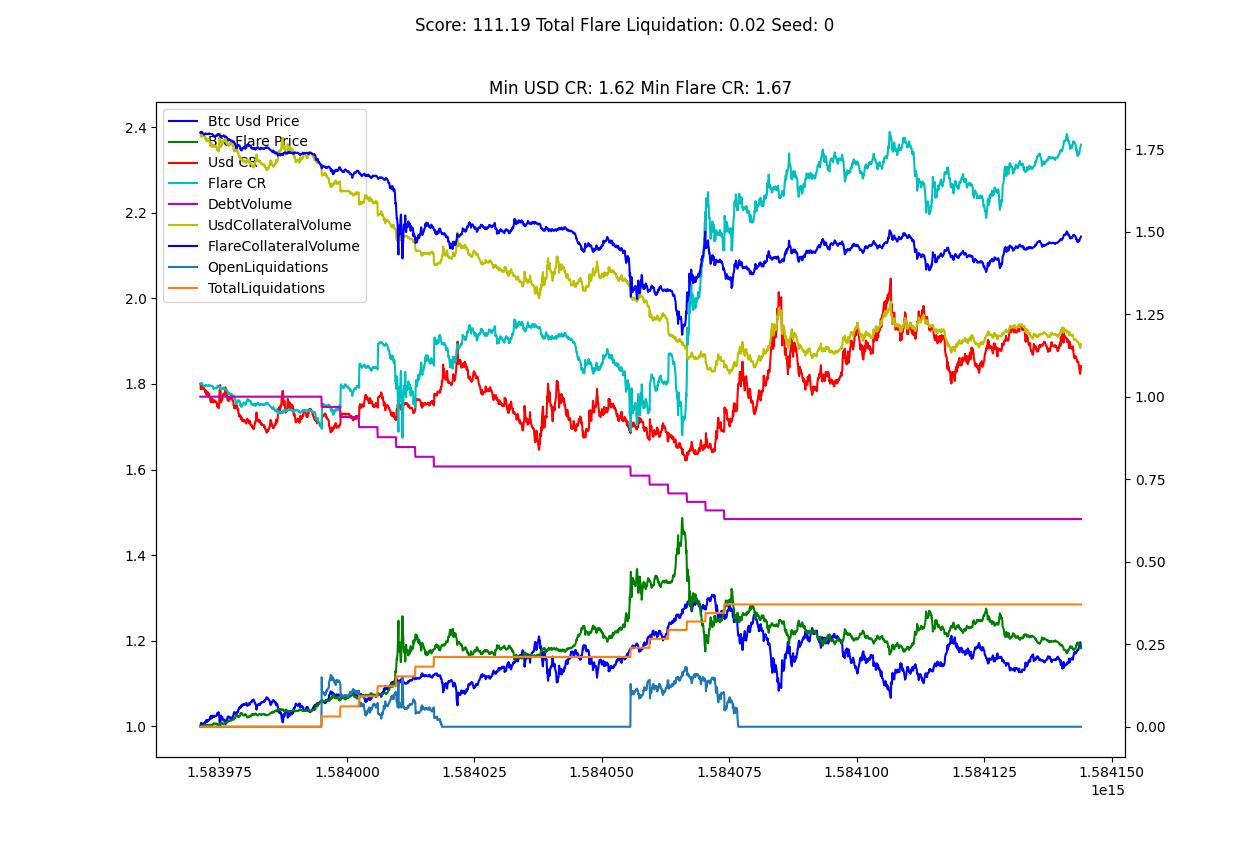 Score: 111.19 Total Flare Liquidation: 0.02 Seed: 0
Min USD CR: 1.62 Min Flare CR: 1.67
Btc Usd Price
Btc Flare Price
Usd CR
Flare CR
DebtVolume
UsdCollateralVolume
FlareCollateralVolume
OpenLiquidations
TotalLiquidations
2.4
2.2
2.0
1.8
1.6
1.4
1.2
1.0
1.75
1.50
1.25
1.00
0.75
0.50
0.25
0.00
1.583975 1.584000 1.584025 1.584050 1.584075 1.584100 1.584125 1.584150
1e15